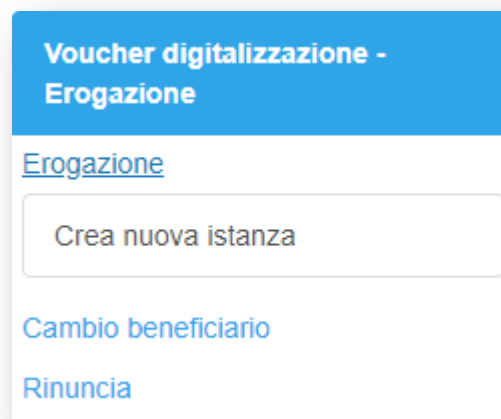 Voucher digitalizzazione -
Erogazione
Erogazione
Crea nuova istanza
Cambio beneficiario
Rinuncia